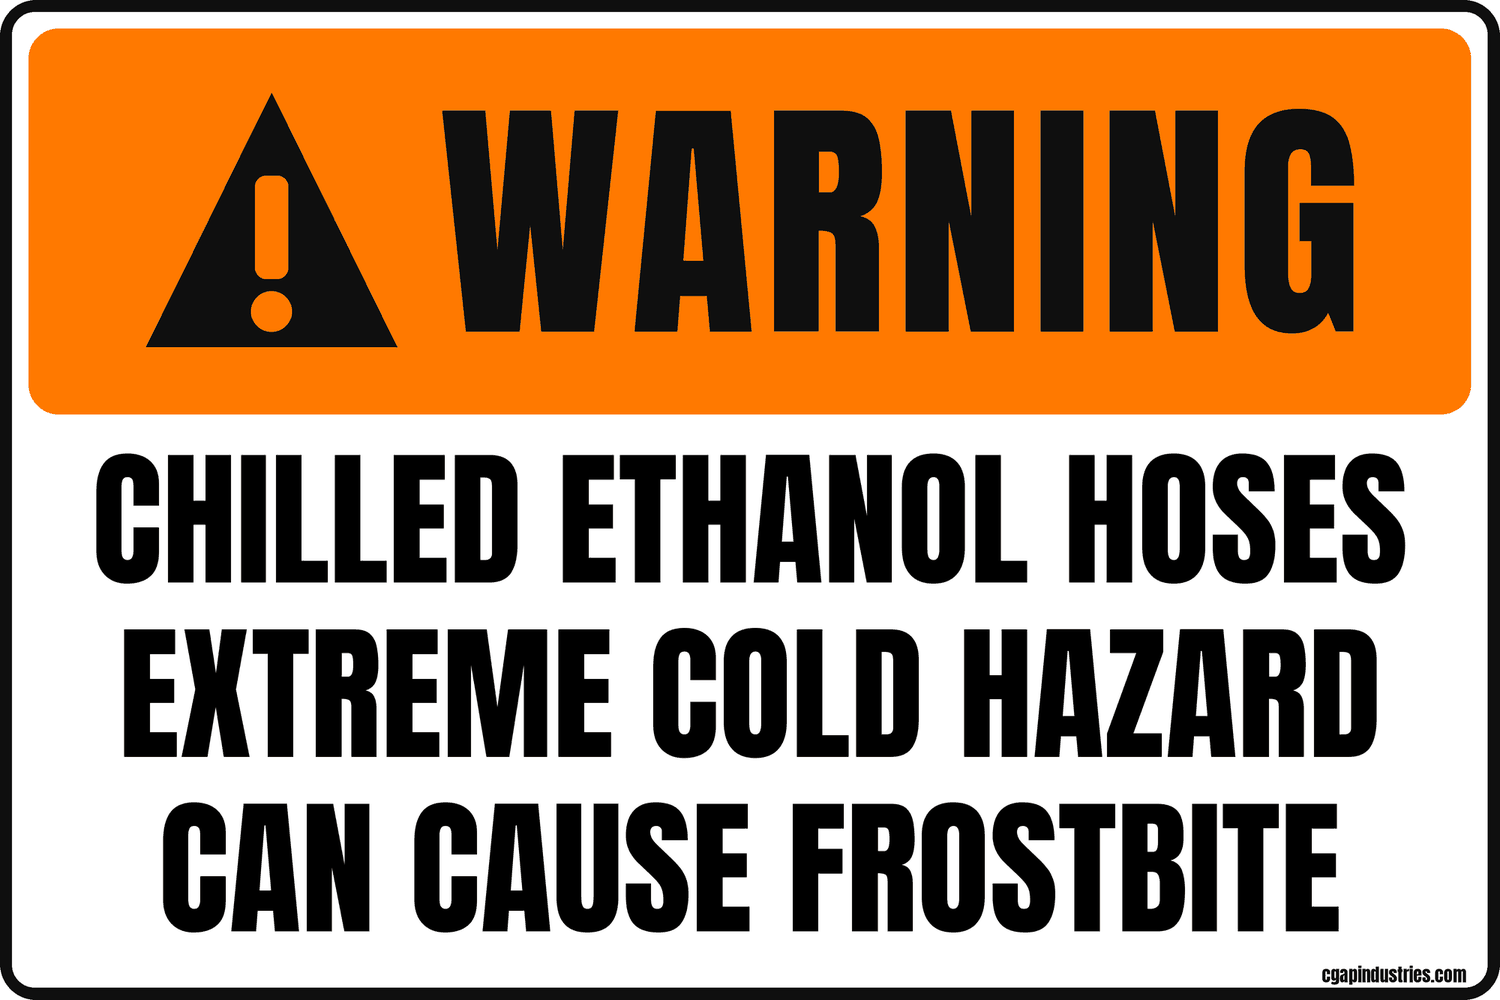 WARNING
CHILLED ETHANOL HOSES
EXTREME COLD HAZARD
CAN CAUSE FROSTBITE
cgapindustries.com